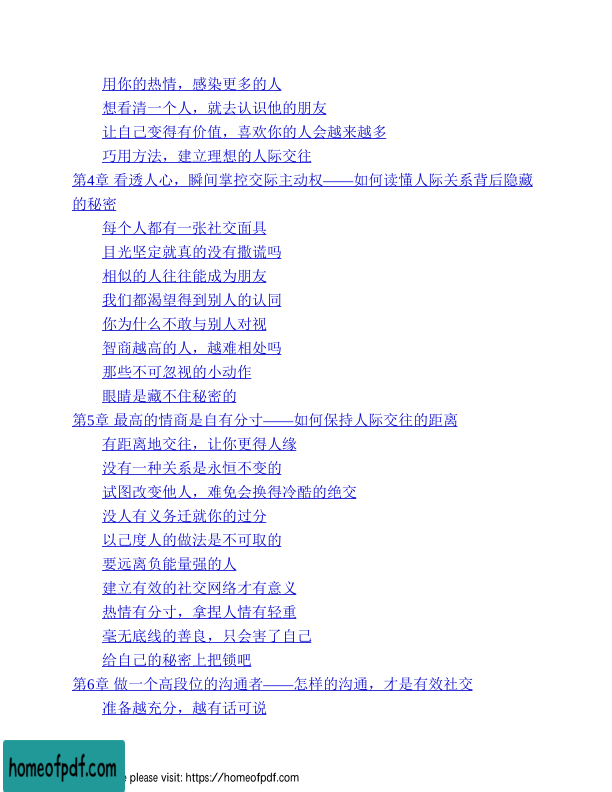 用你的热情，感染更多的人
想看清一个人，就去认识他的朋友
让自己变得有价值，喜欢你的人会越来越多
巧用方法，建立理想的人际交往
第4章 看透人心，瞬间掌控交际主动权——如何读懂人际关系背后隐藏
的秘密
每个人都有一张社交面具
目光坚定就真的没有撒谎吗
相似的人往往能成为朋友
我们都渴望得到别人的认同
你为什么不敢与别人对视
智商越高的人，越难相处吗
那些不可忽视的小动作
眼睛是藏不住秘密的
第5章 最高的情商是自有分寸——如何保持人际交往的距离
有距离地交往，让你更得人缘
没有一种关系是永恒不变的
试图改变他人，难免会换得冷酷的绝交
没人有义务迁就你的过分
以己度人的做法是不可取的
要远离负能量强的人
建立有效的社交网络才有意义
热情有分寸，拿捏人情有轻重
毫无底线的善良，只会害了自己
给自己的秘密上把锁吧
第6章 做一个高段位的沟通者——怎样的沟通，才是有效社交
准备越充分，越有话可说
homeofpdf.com
please visit: https://homeofpdf.com